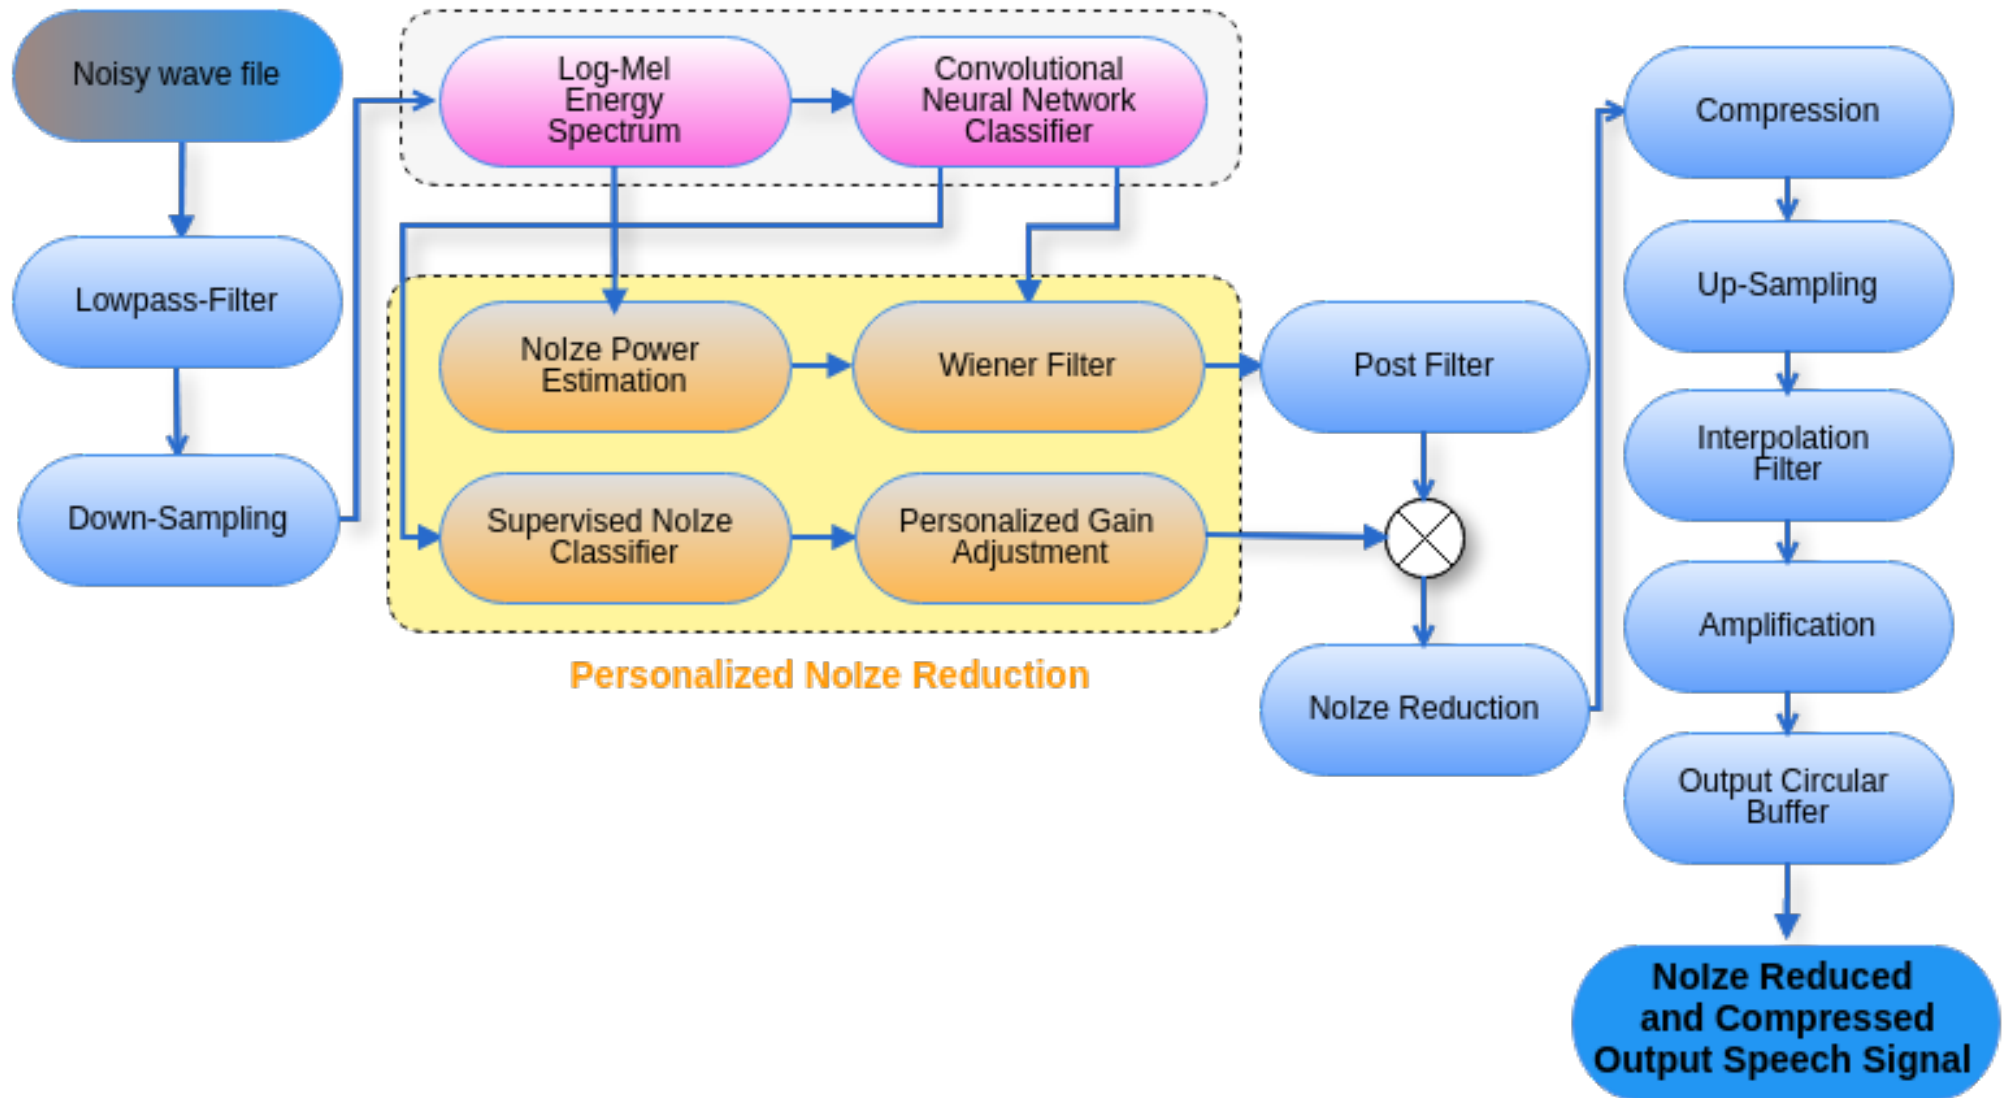 Noisy wave file
Lowpass-Filter
Down-Sampling
Log-Mel
Energy
Spectrum
Convolutional
Neural Network
Classifier
NoIze Power
Estimation
Wiener Filter
Supervised NoIze
Classifier
Personalized Gain
Adjustment
Personalized NoIze Reduction
Post Filter
NoIze Reduction
Compression
Up-Sampling
Interpolation
Filter
Amplification
Output Circular
Buffer
NoIze Reduced
and Compressed
Output Speech Signal